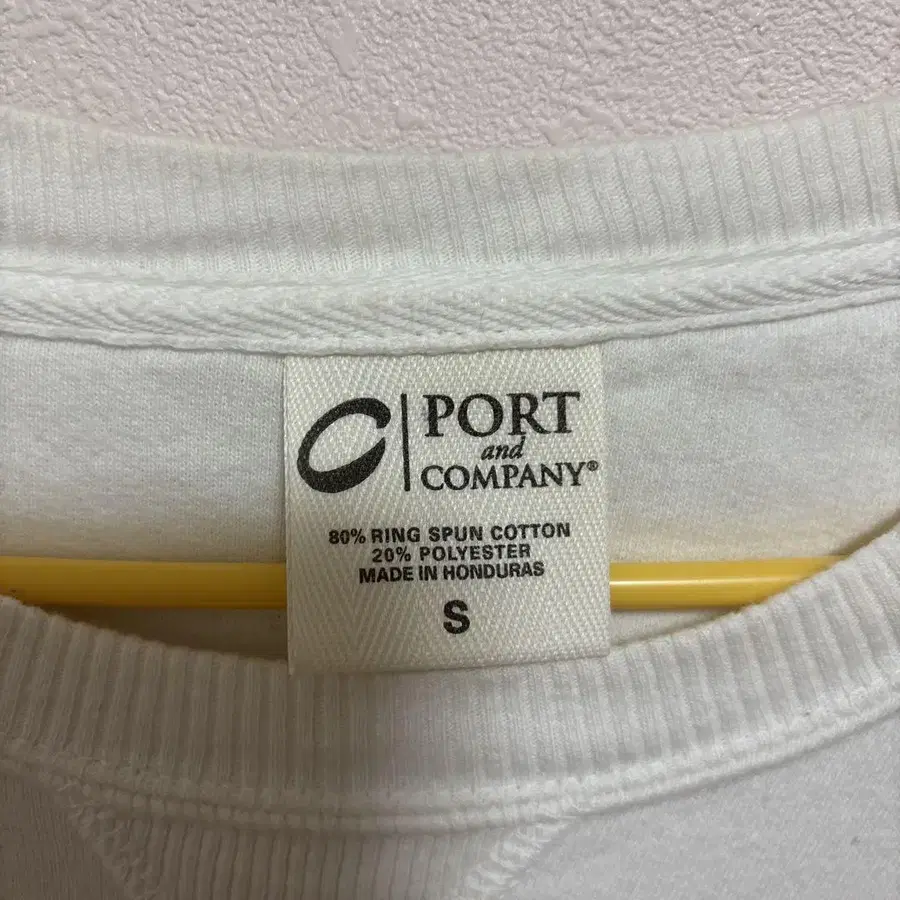 PORT
and
COMPANY®
80% RING SPUN COTTON
20% POLYESTER
MADE IN HONDURAS
S